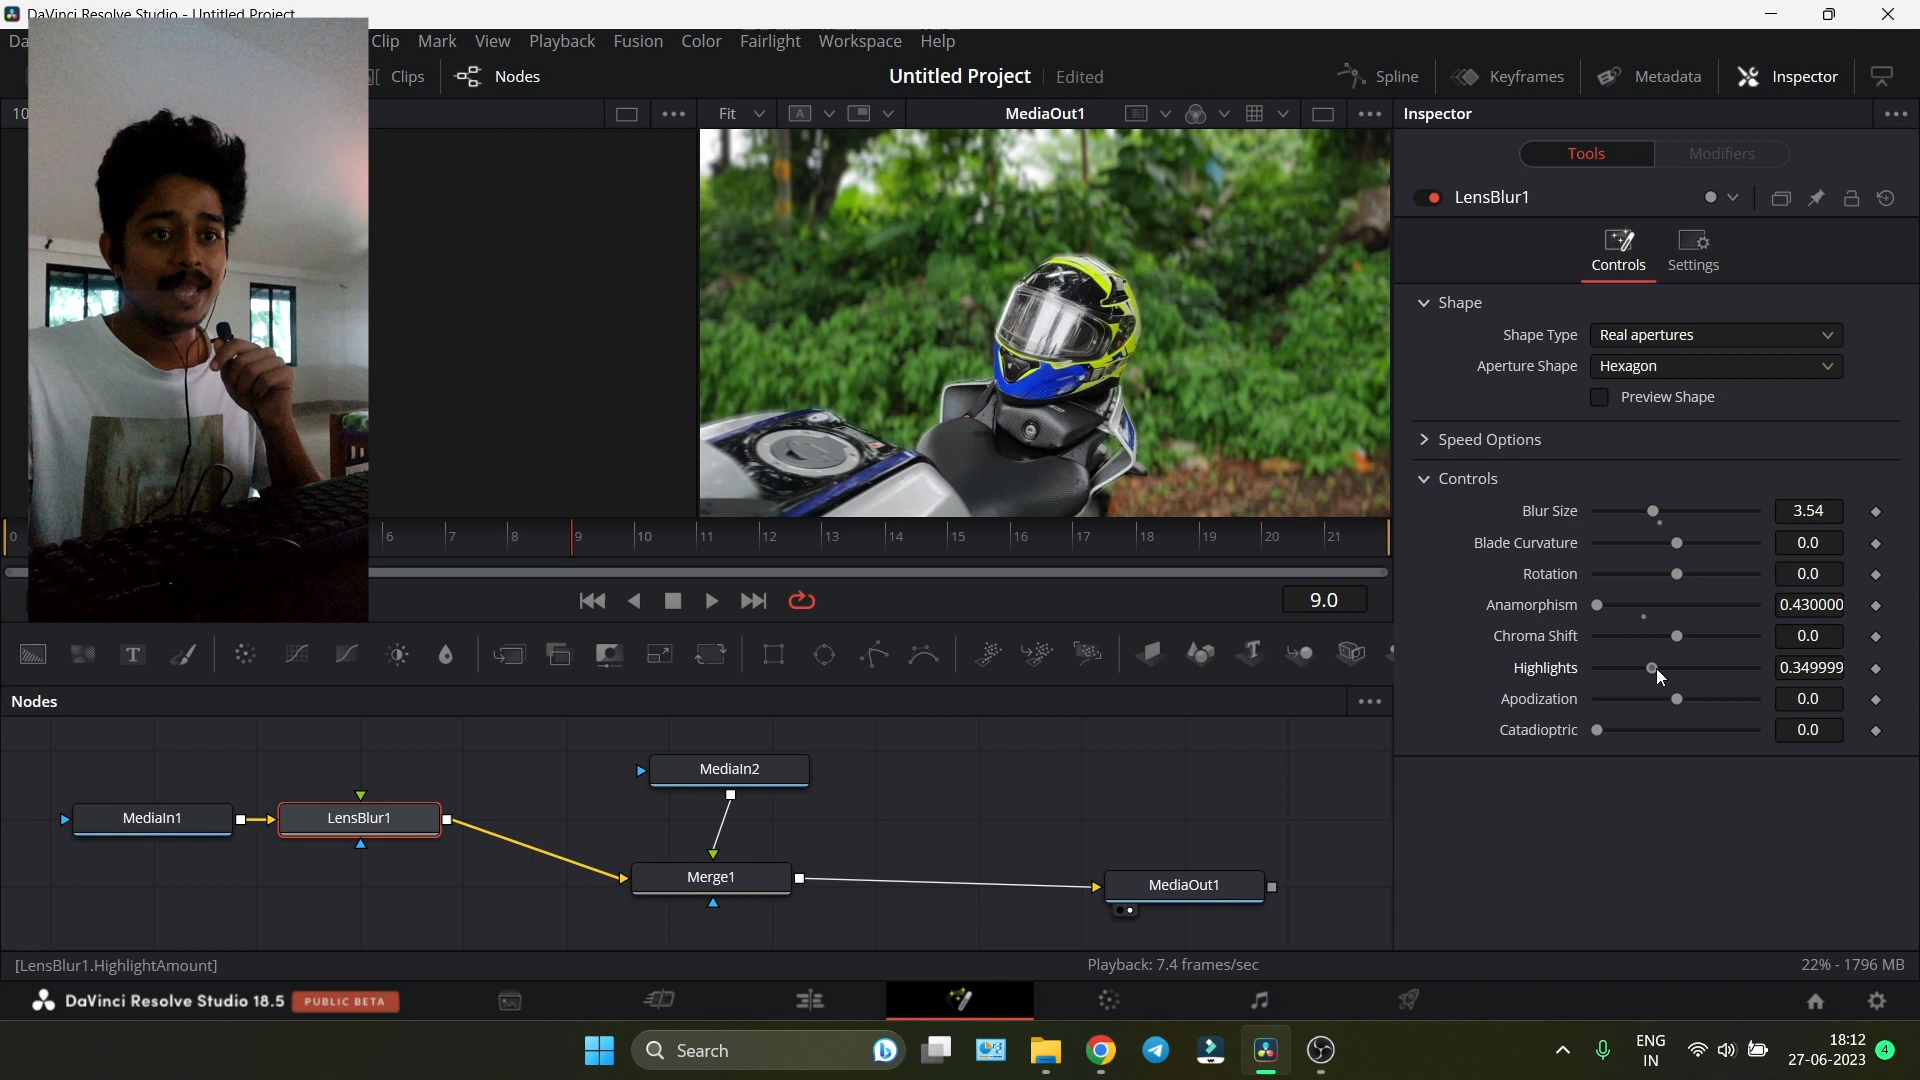 DaVinci Resolve Studio - Untitled Project
Da
Clip Mark View Playback Fusion Color Fairlight Workspace Help
Clips Nodes Untitled Project Edited Spline Keyframes Metadata Inspector
10 Fit A MediaOut1 Inspector
Tools Modifiers
LensBlur1
Controls Settings
Shape
Shape Type Real apertures
Aperture Shape Hexagon
Preview Shape
Speed Options
Controls
Blur Size 3.54
Blade Curvature 0.0
Rotation 0.0
Anamorphism 0.430000
Chroma Shift 0.0
Highlights 0.349999
Apodization 0.0
Catadioptric 0.0
0 6 7 8 9 10 11 12 13 14 15 16 17 18 19 20 21
9.0
T T
Nodes
MediaIn2
MediaIn1 LensBlur1
Merge1 MediaOut1
[LensBlur1.HighlightAmount] Playback: 7.4 frames/sec 22% - 1796 MB
DaVinci Resolve Studio 18.5 PUBLIC BETA
Search ENG 18:12 4
IN 27-06-2023